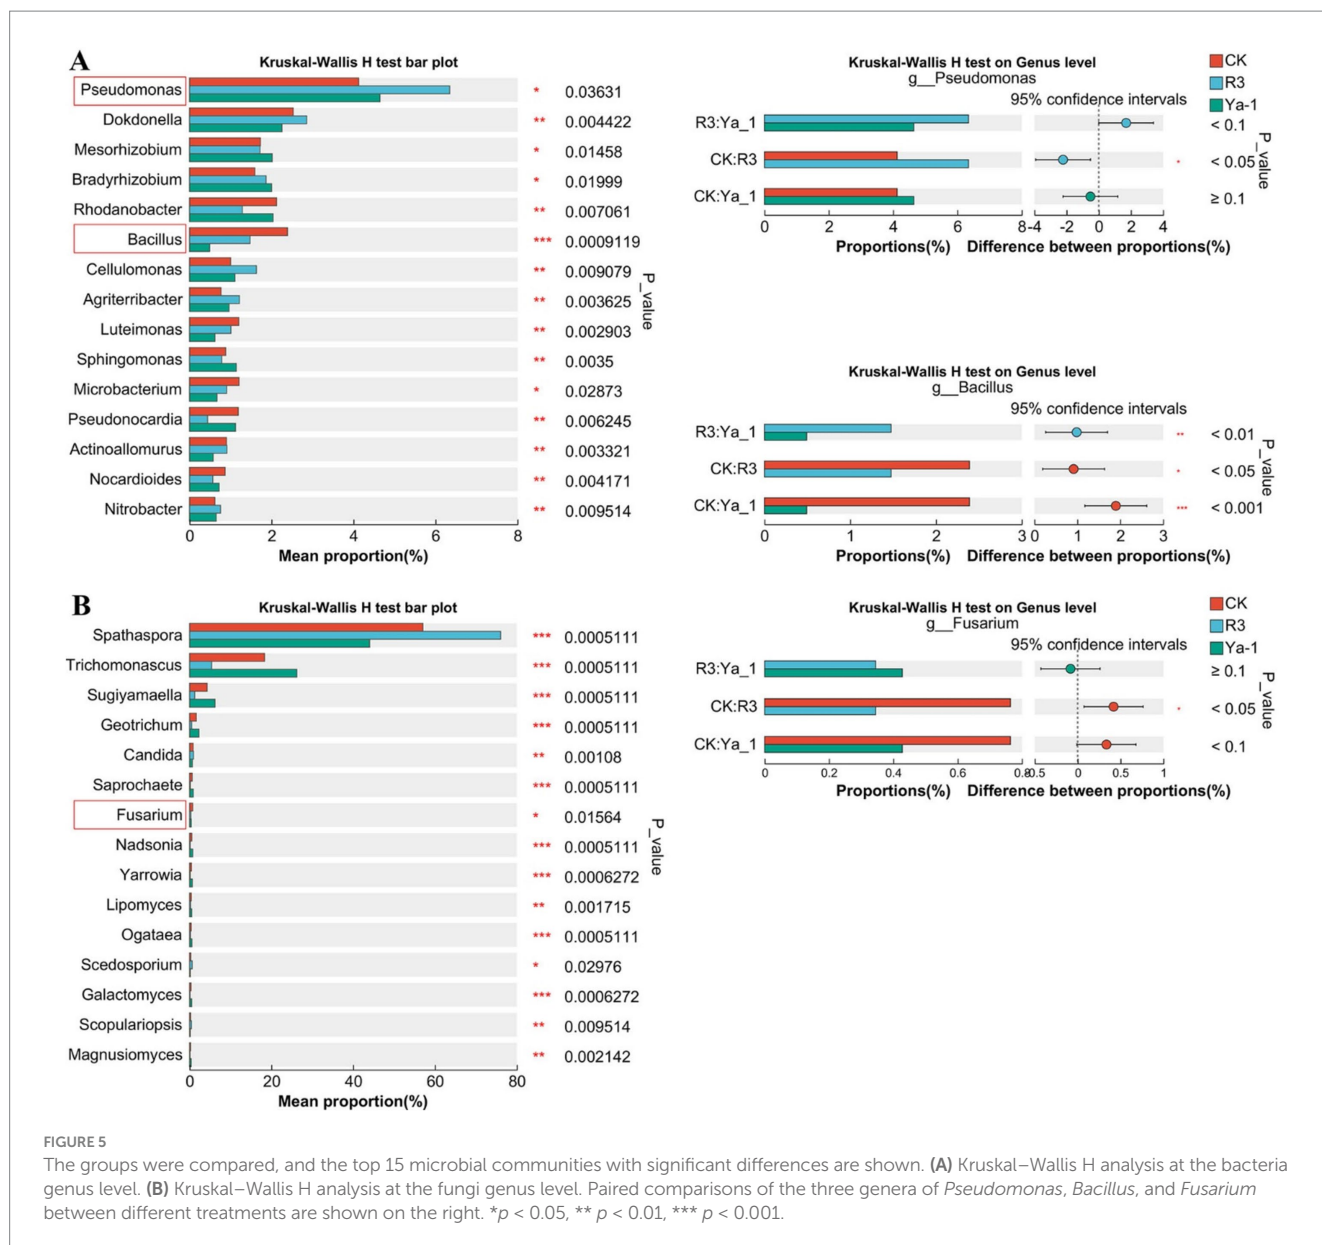 A
Kruskal-Wallis H test bar plot
Pseudomonas * 0.03631
Dokdonella ** 0.004422
Mesorhizobium * 0.01458
Bradyrhizobium * 0.01999
Rhodanobacter ** 0.007061
Bacillus *** 0.0009119
Cellulomonas ** 0.009079
Agriterribacter ** 0.003625
Luteimonas ** 0.002903
Sphingomonas ** 0.0035
Microbacterium * 0.02873
Pseudonocardia ** 0.006245
Actinoallomurus ** 0.003321
Nocardioides ** 0.004171
Nitrobacter ** 0.009514
P_value
0 2 4 6 8
Mean proportion(%)
Kruskal-Wallis H test on Genus level
g__Pseudomonas
95% confidence intervals
CK
R3
Ya-1
R3:Ya_1 < 0.1
CK:R3 * < 0.05
CK:Ya_1 ≥ 0.1
P_value
0 2 4 6 8 -4 -2 0 2 4
Proportions(%) Difference between proportions(%)
Kruskal-Wallis H test on Genus level
g__Bacillus
95% confidence intervals
R3:Ya_1 ** < 0.01
CK:R3 * < 0.05
CK:Ya_1 *** < 0.001
P_value
0 1 2 3 0 1 2 3
Proportions(%) Difference between proportions(%)
B
Kruskal-Wallis H test bar plot
Spathaspora *** 0.0005111
Trichomonascus *** 0.0005111
Sugiyamaella *** 0.0005111
Geotrichum *** 0.0005111
Candida ** 0.00108
Saprochaete *** 0.0005111
Fusarium * 0.01564
Nadsonia *** 0.0005111
Yarrowia *** 0.0006272
Lipomyces ** 0.001715
Ogataea *** 0.0005111
Scedosporium * 0.02976
Galactomyces *** 0.0006272
Scopulariopsis ** 0.009514
Magnusiomyces ** 0.002142
P_value
0 20 40 60 80
Mean proportion(%)
Kruskal-Wallis H test on Genus level
g__Fusarium
95% confidence intervals
CK
R3
Ya-1
R3:Ya_1 ≥ 0.1
CK:R3 * < 0.05
CK:Ya_1 < 0.1
P_value
0 0.2 0.4 0.6 0.8 -0.5 0 0.5 1
Proportions(%) Difference between proportions(%)
FIGURE 5
The groups were compared, and the top 15 microbial communities with significant differences are shown. (A) Kruskal–Wallis H analysis at the bacteria
genus level. (B) Kruskal–Wallis H analysis at the fungi genus level. Paired comparisons of the three genera of Pseudomonas, Bacillus, and Fusarium
between different treatments are shown on the right. *p < 0.05, ** p < 0.01, *** p < 0.001.